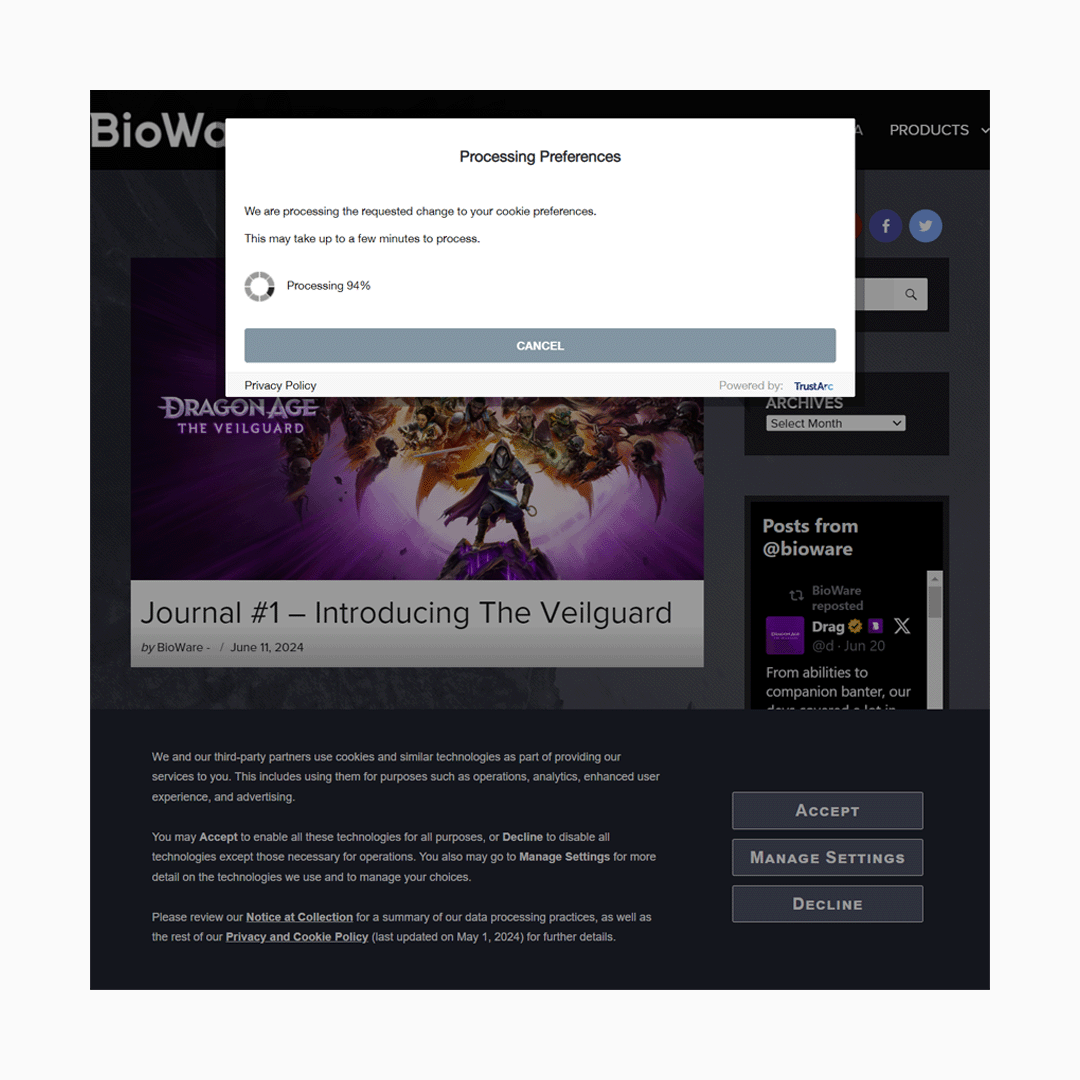 BioWa
A PRODUCTS
Processing Preferences
We are processing the requested change to your cookie preferences.
This may take up to a few minutes to process.
Processing 94%
CANCEL
Privacy Policy
Powered by: TrustArc
DRAGON AGE
THE VEILGUARD
Journal #1 – Introducing The Veilguard
by BioWare - / June 11, 2024
ARCHIVES
Select Month
Posts from
@bioware
BioWare
reposted
Drag
@d · Jun 20
From abilities to
companion banter, our
days covered a lot in
We and our third-party partners use cookies and similar technologies as part of providing our
services to you. This includes using them for purposes such as operations, analytics, enhanced user
experience, and advertising.
You may Accept to enable all these technologies for all purposes, or Decline to disable all
technologies except those necessary for operations. You also may go to Manage Settings for more
detail on the technologies we use and to manage your choices.
Please review our Notice at Collection for a summary of our data processing practices, as well as
the rest of our Privacy and Cookie Policy (last updated on May 1, 2024) for further details.
ACCEPT
MANAGE SETTINGS
DECLINE